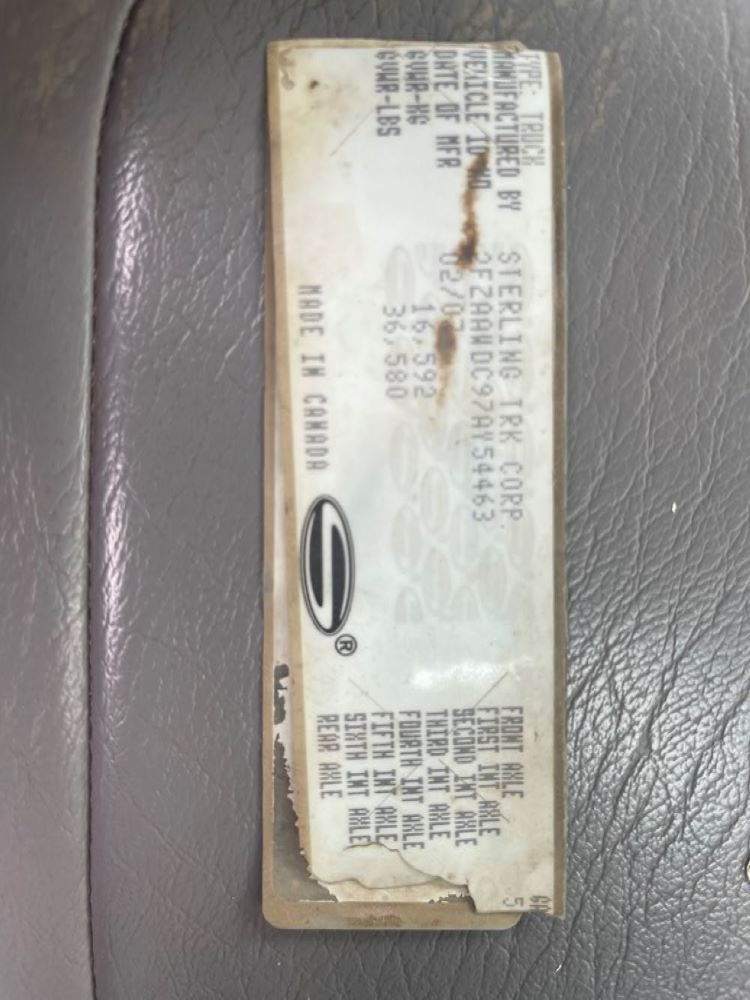 TYPE: TRUCK
MANUFACTURED BY STERLING TRK CORP.
VEHICLE ID NO 2FZAAWDC97AY54463
DATE OF MFR 02/07
GVWR-KG 16,592
GVWR-LBS 36,580
MADE IN CANADA
®
FRONT AXLE 5
FIRST INT AXLE
SECOND INT AXLE
THIRD INT AXLE
FOURTH INT AXLE
FIFTH INT AXLE
SIXTH INT AXLE
REAR AXLE